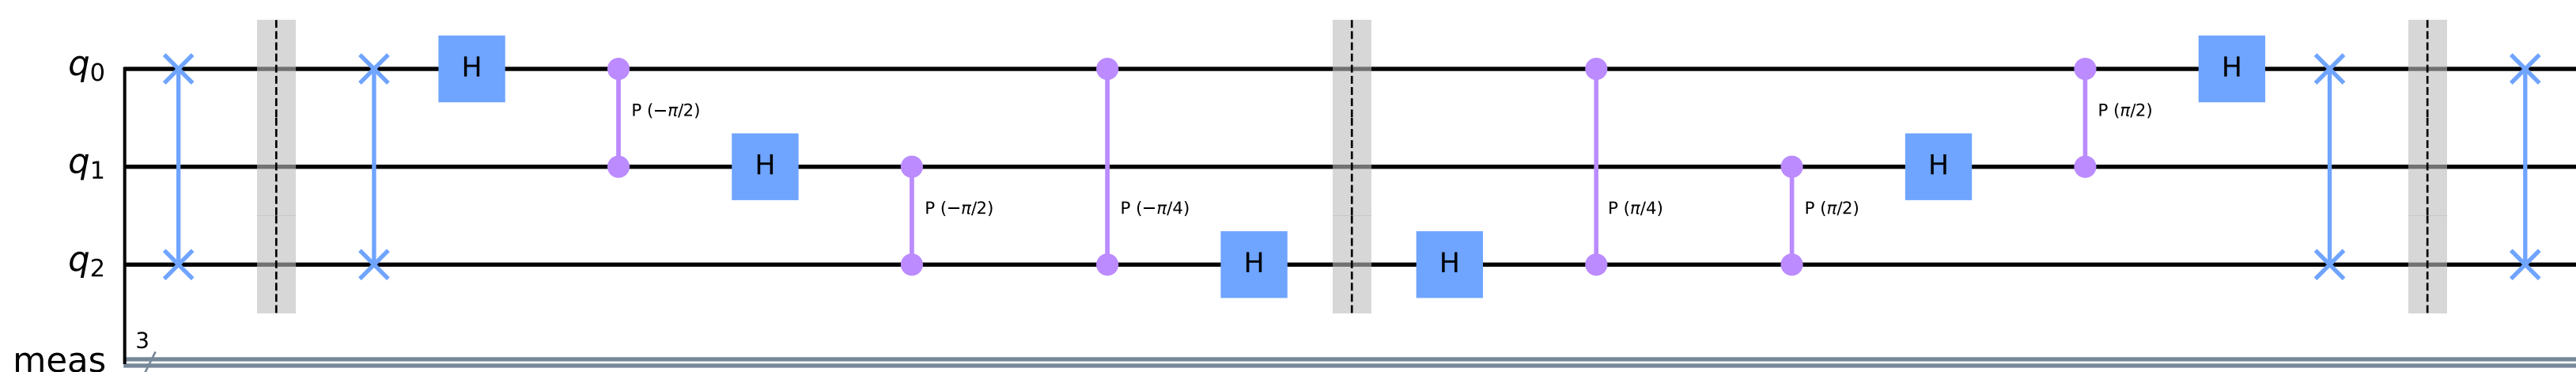 q0 H H
P (−π/2) P (π/2)
q1 H H
P (−π/2) P (−π/4) P (π/4) P (π/2)
q2 H H
3
meas